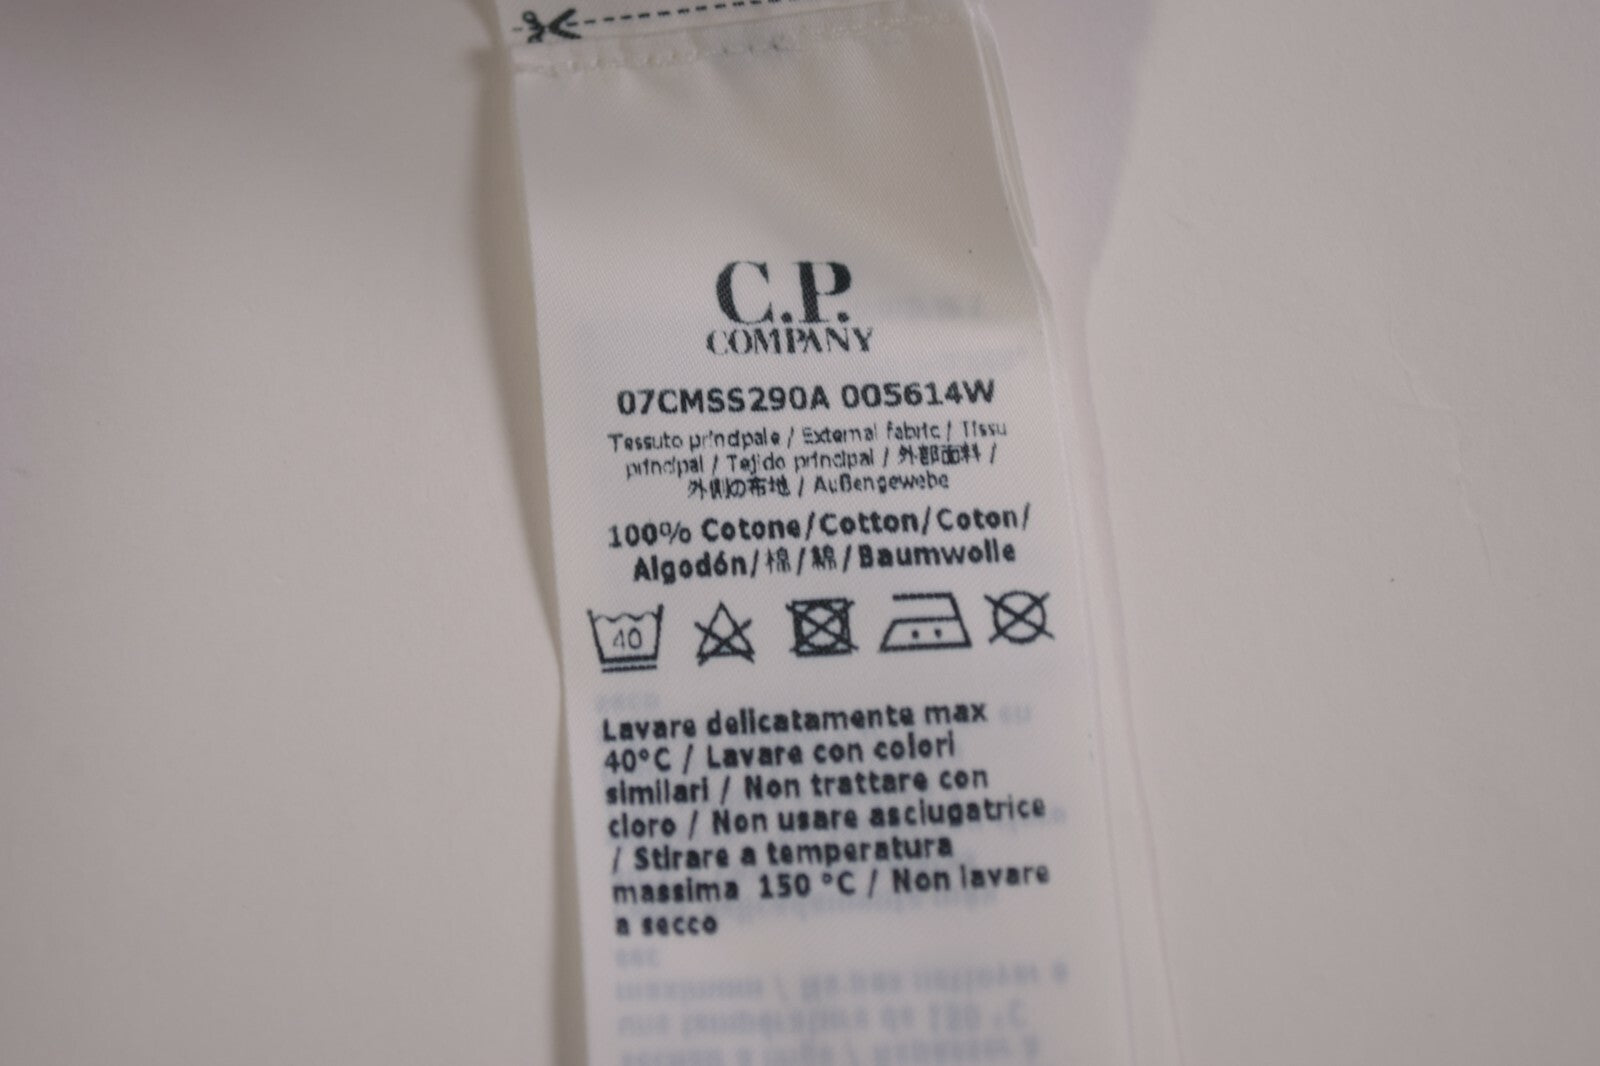 C.P.
COMPANY
07CMSS290A 005614W
Tessuto principale / External fabric / Tissu
principal / Tejido principal / 外部面料 /
外側の布地 / Außengewebe
100% Cotone/Cotton/Coton/
Algodón/棉/綿/Baumwolle
40
Lavare delicatamente max
40°C / Lavare con colori
similari / Non trattare con
cloro / Non usare asciugatrice
/ Stirare a temperatura
massima 150 °C / Non lavare
a secco